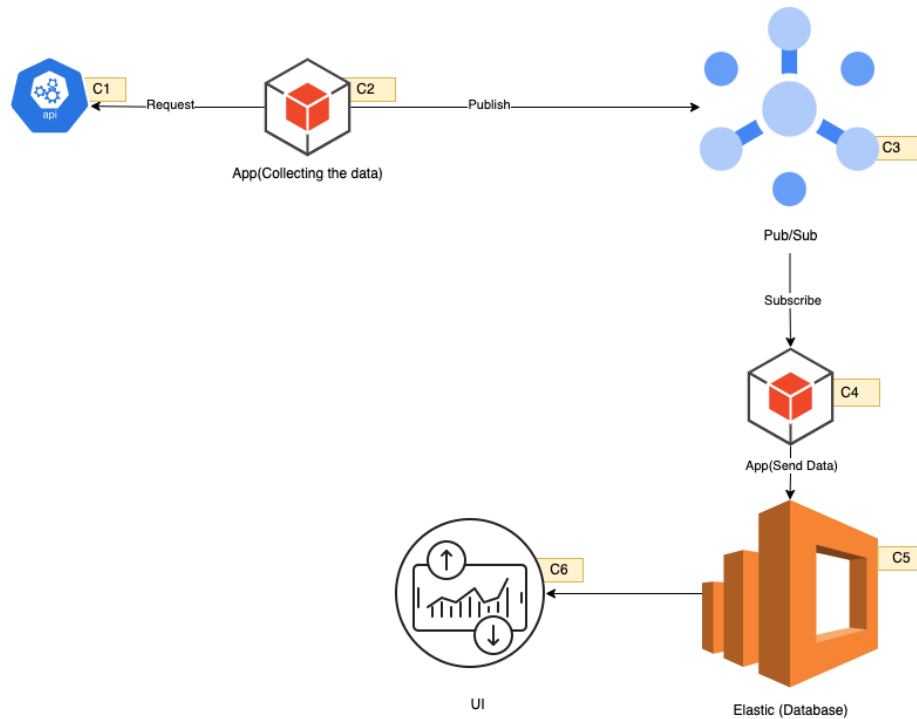 C1
api
Request
C2
App(Collecting the data)
Publish
C3
Pub/Sub
Subscribe
C4
App(Send Data)
C5
Elastic (Database)
C6
UI